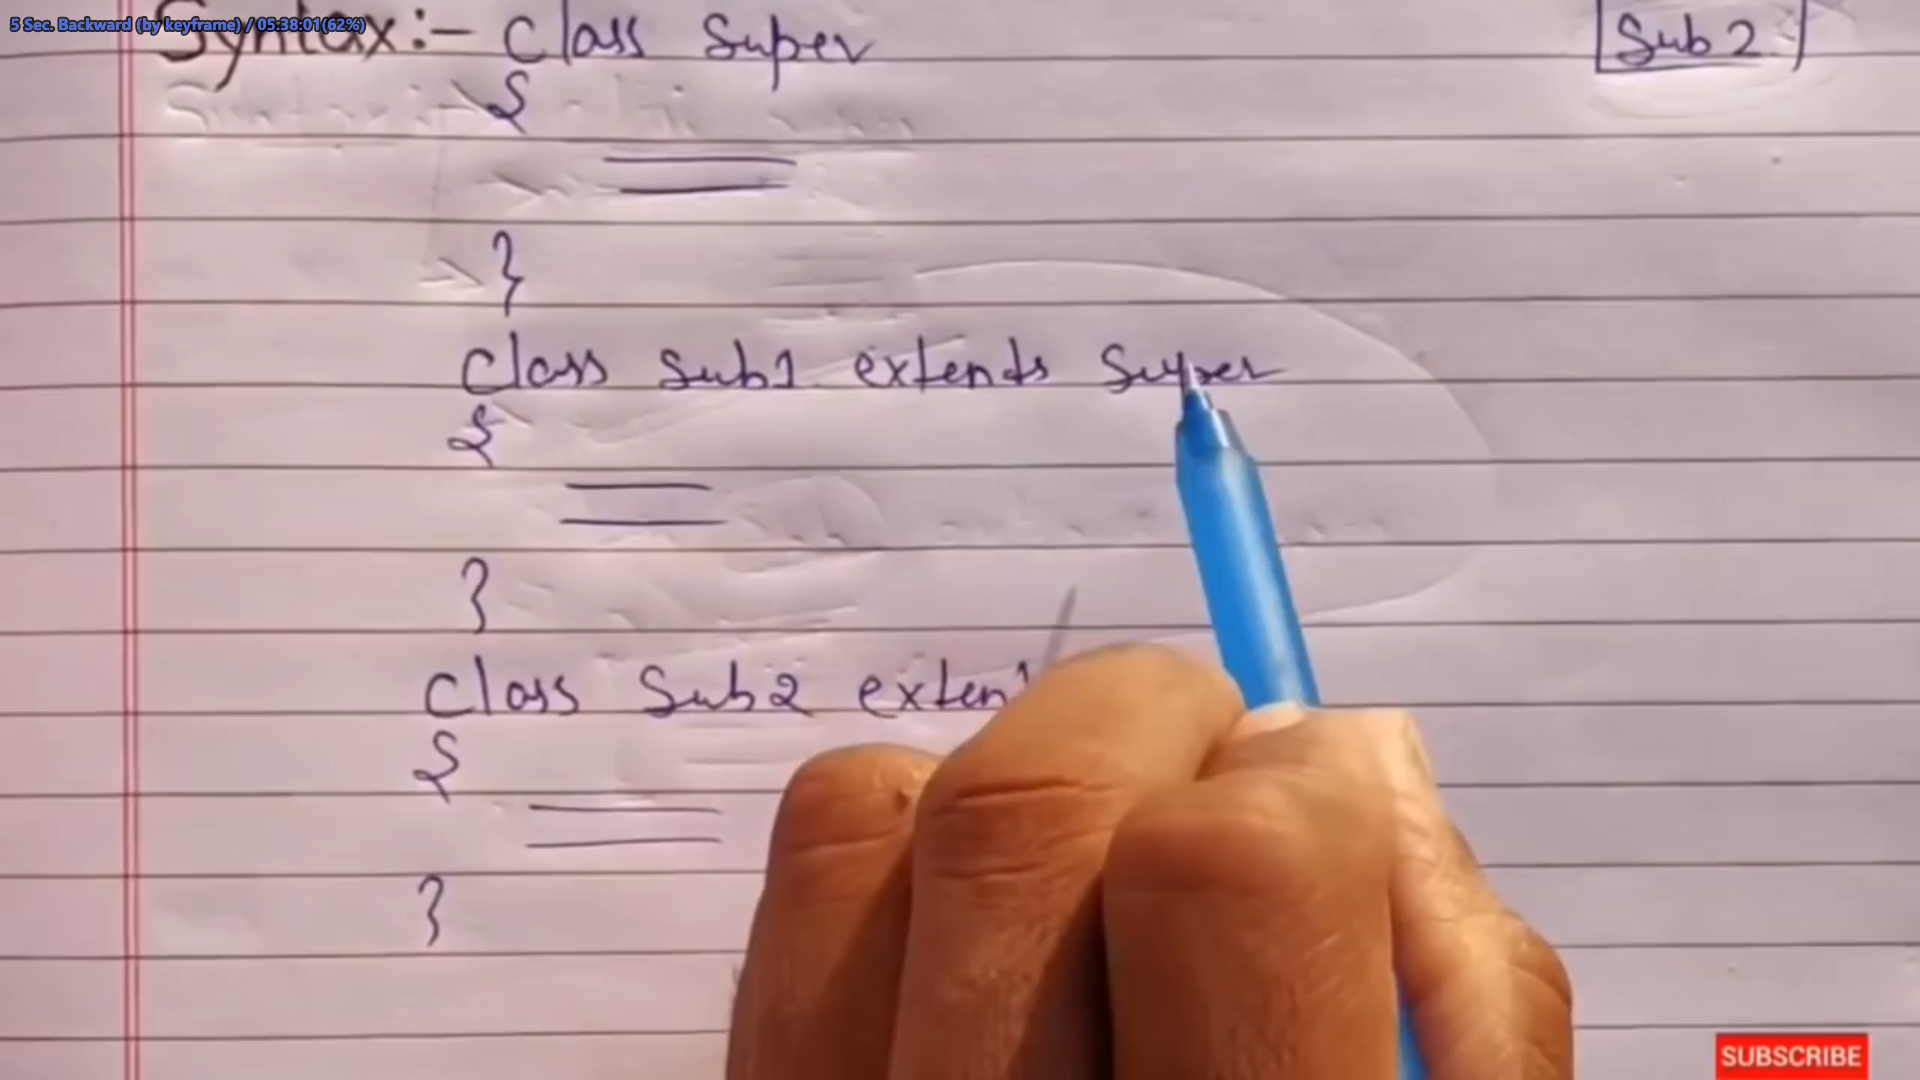 5 Sec. Backward (by keyframe) / 05:38:01(62%)
Syntax:- Class Super
Sub 2
{
}
Class Sub1 extends Super
{
}
Class Sub2 exten
{
}
SUBSCRIBE